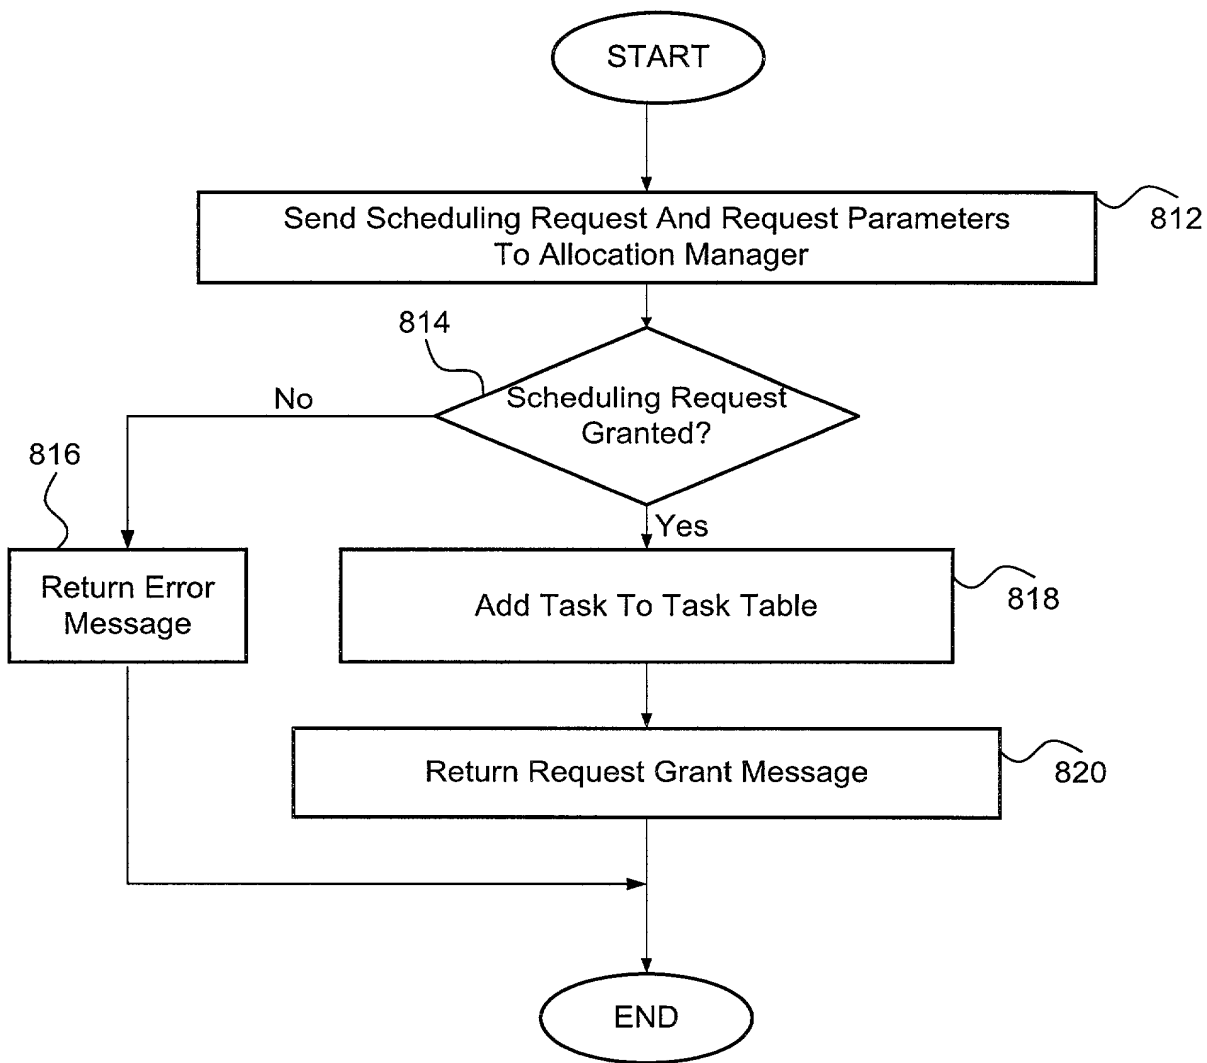 START
Send Scheduling Request And Request Parameters
To Allocation Manager
812
814
Scheduling Request
Granted?
No
Yes
816
Return Error
Message
Add Task To Task Table
818
Return Request Grant Message
820
END